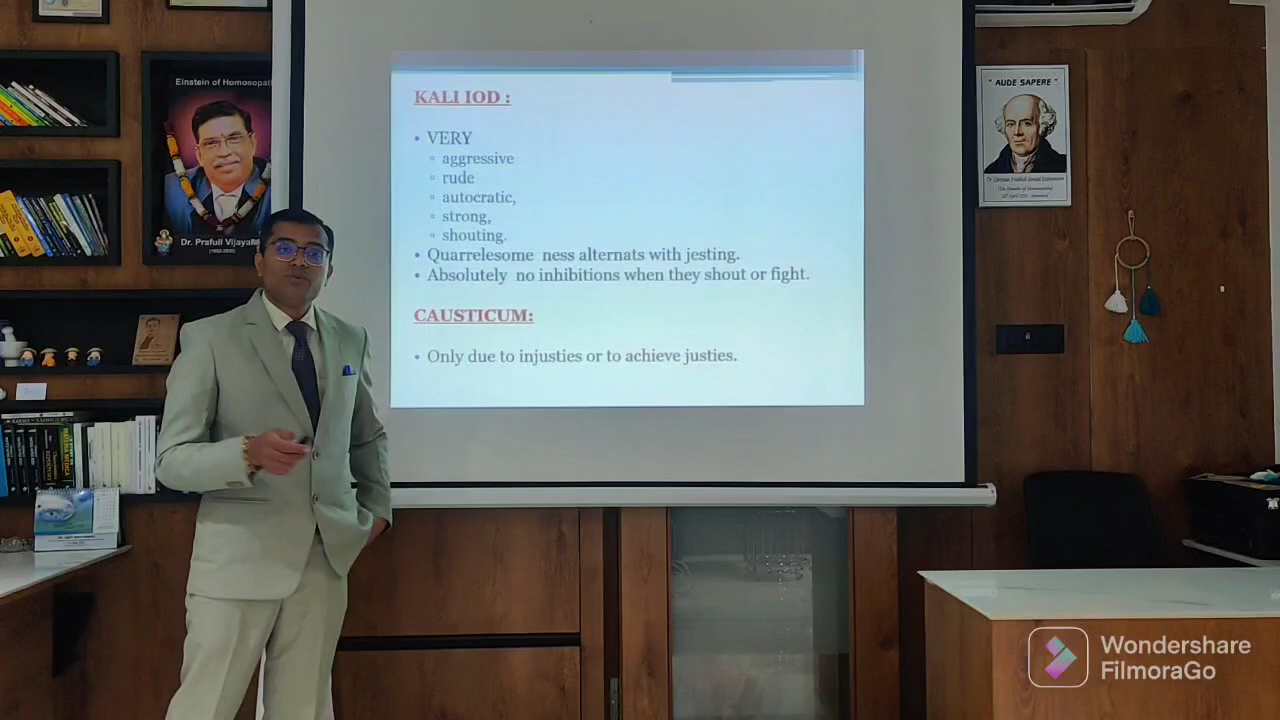 Einstein of Homoeopat
Dr. Prafull Vijaya
KALI IOD :
• VERY
▫ aggressive
▫ rude
▫ autocratic,
▫ strong,
▫ shouting.
• Quarrelesome ness alternats with jesting.
• Absolutely no inhibitions when they shout or fight.
CAUSTICUM:
• Only due to injusties or to achieve justies.
"AUDE SAPERE"
Wondershare
FilmoraGo